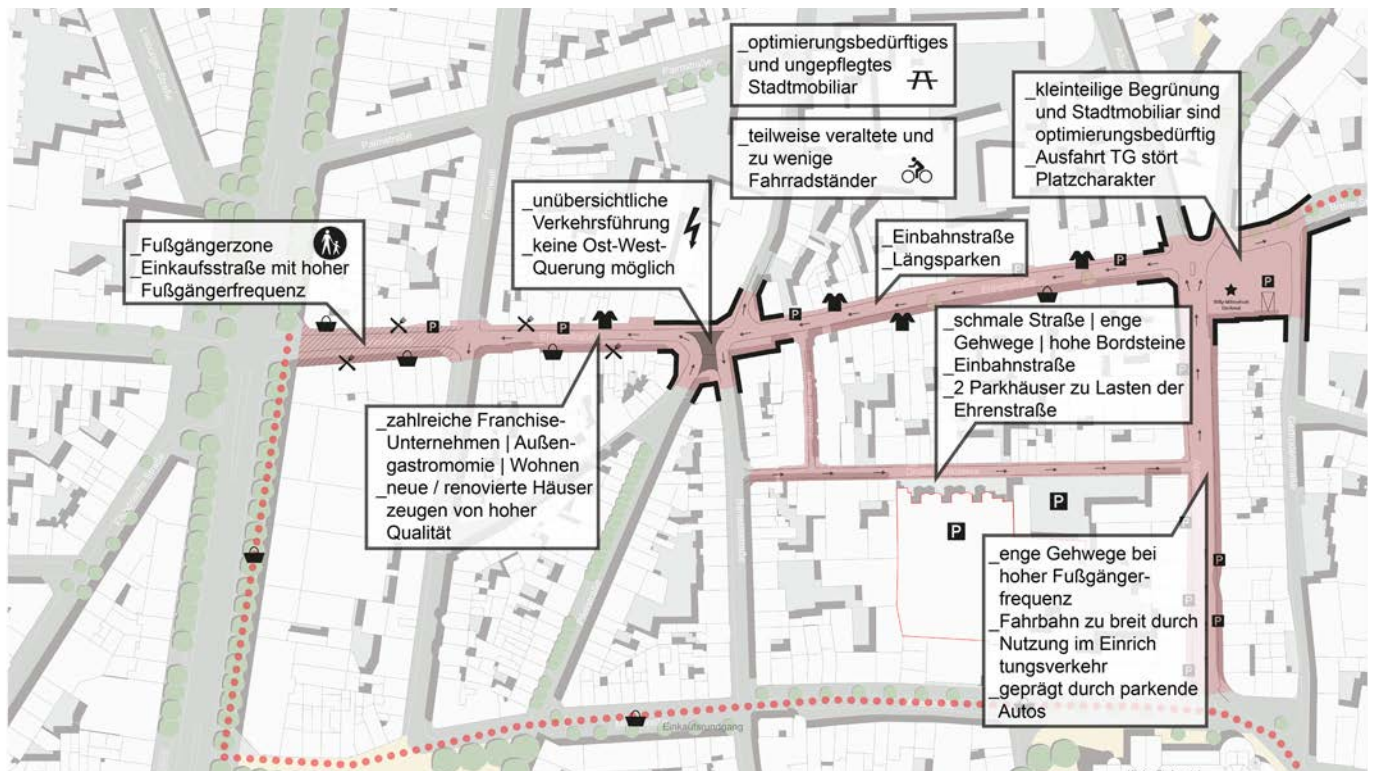 _optimierungsbedürftiges
und ungepflegtes
Stadtmobiliar
_teilweise veraltete und
zu wenige
Fahrradständer
_kleinteilige Begrünung
und Stadtmobiliar sind
optimierungsbedürftig
_Ausfahrt TG stört
Platzcharakter
_unübersichtliche
Verkehrsführung
_keine Ost-West-
Querung möglich
_Fußgängerzone
_Einkaufsstraße mit hoher
Fußgängerfrequenz
_Einbahnstraße
_Längsparken
_schmale Straße | enge
Gehwege | hohe Bordsteine
_Einbahnstraße
_2 Parkhäuser zu Lasten der
Ehrenstraße
_zahlreiche Franchise-
Unternehmen | Außen-
gastromomie | Wohnen
_neue / renovierte Häuser
zeugen von hoher
Qualität
_enge Gehwege bei
hoher Fußgänger-
frequenz
_Fahrbahn zu breit durch
Nutzung im Einrich
tungsverkehr
_geprägt durch parkende
Autos
Palmstraße
Palmstraße
P
P
P
P
P
P
P
P
P
P
P
Einkaufsrundgang